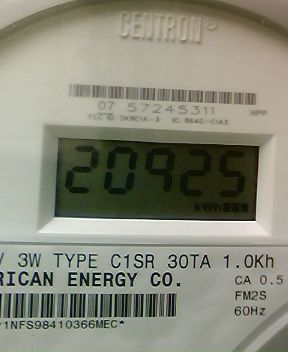 CENTRON®
07 57245311
20925
kWh
V 3W TYPE C1SR 30TA 1.0Kh
RICAN ENERGY CO.
CA 0.5
FM2S
60Hz
1NFS98410366MEC*